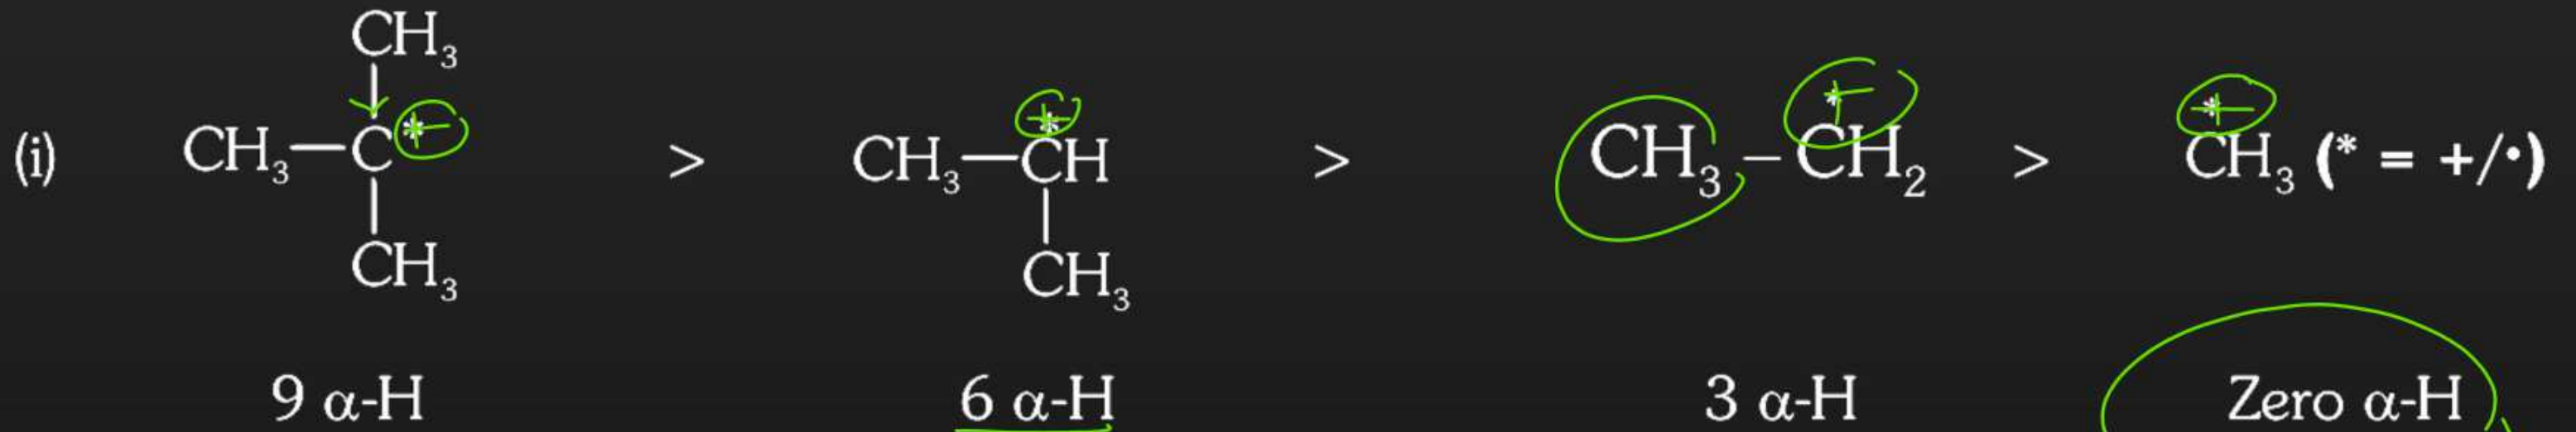 CH₃
(i) CH₃—C* > CH₃—CH* > CH₃–CH₂* > CH₃* (* = +/•)
CH₃ CH₃
9 α-H 6 α-H 3 α-H Zero α-H